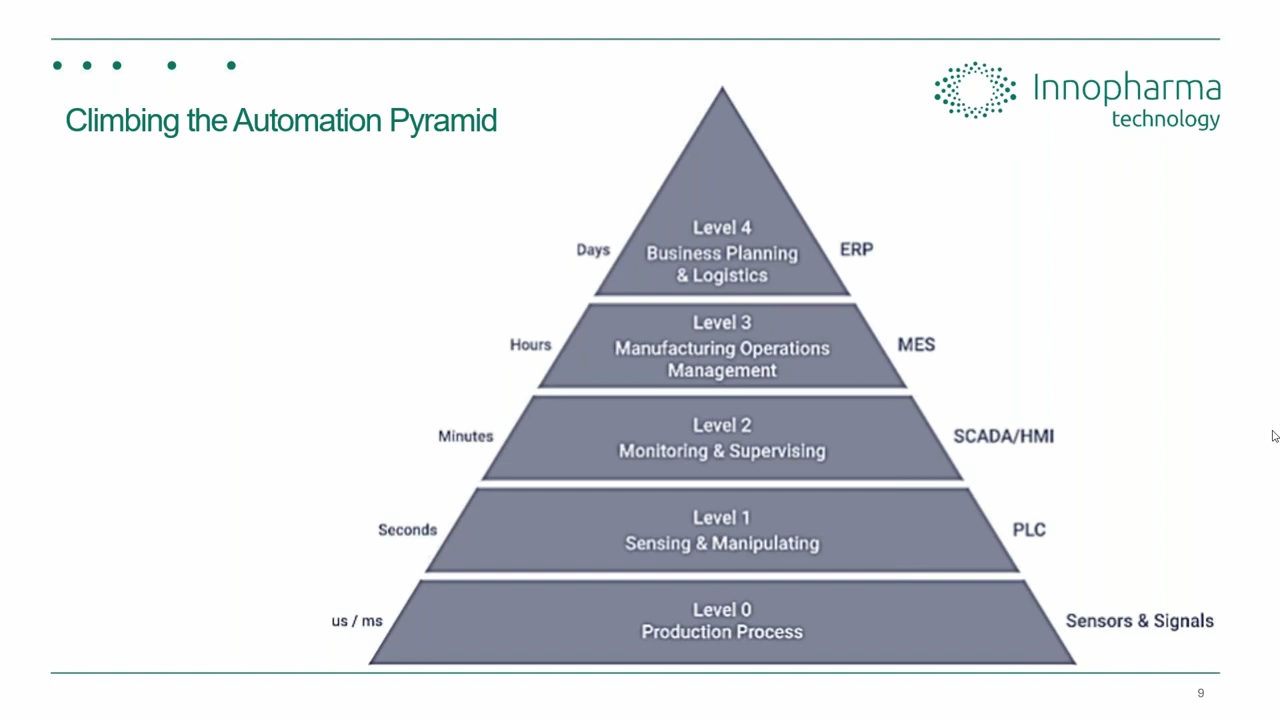 Climbing the Automation Pyramid
Innopharma
technology
Level 4
Days
Business Planning
& Logistics
ERP
Level 3
Hours
Manufacturing Operations
Management
MES
Level 2
Minutes
Monitoring & Supervising
SCADA/HMI
Level 1
Seconds
Sensing & Manipulating
PLC
Level 0
us / ms
Production Process
Sensors & Signals
9